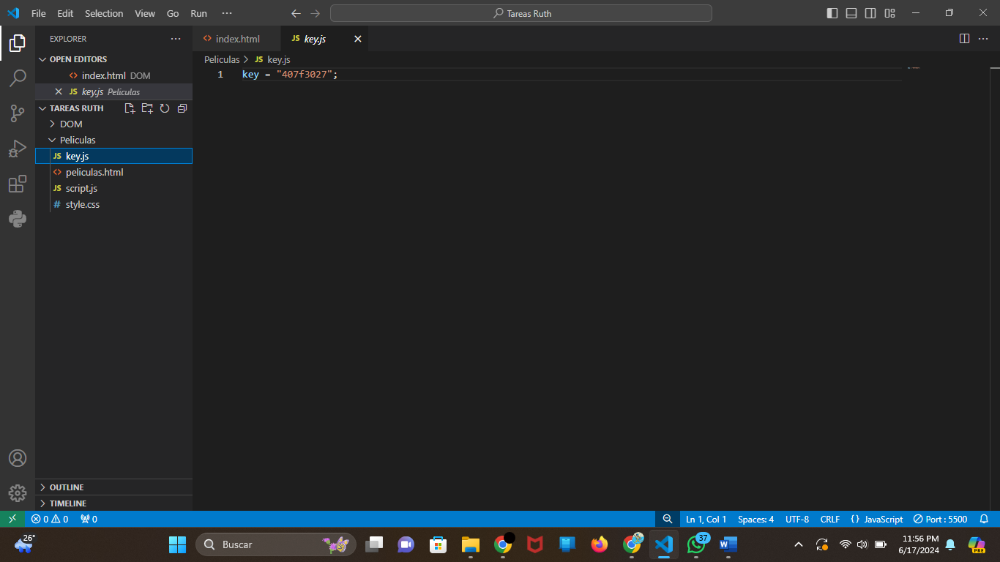 File Edit Selection View Go Run ··· Tareas Ruth
EXPLORER ···
OPEN EDITORS
index.html DOM
JS key.js Peliculas
TAREAS RUTH
DOM
Peliculas
JS key.js
<> peliculas.html
JS script.js
# style.css
OUTLINE
TIMELINE
<> index.html JS key.js
Peliculas > JS key.js
1 key = "407f3027";
0 0 0 Ln 1, Col 1 Spaces: 4 UTF-8 CRLF {} JavaScript Port : 5500
26° Buscar 37 W 11:56 PM PRE
6/17/2024